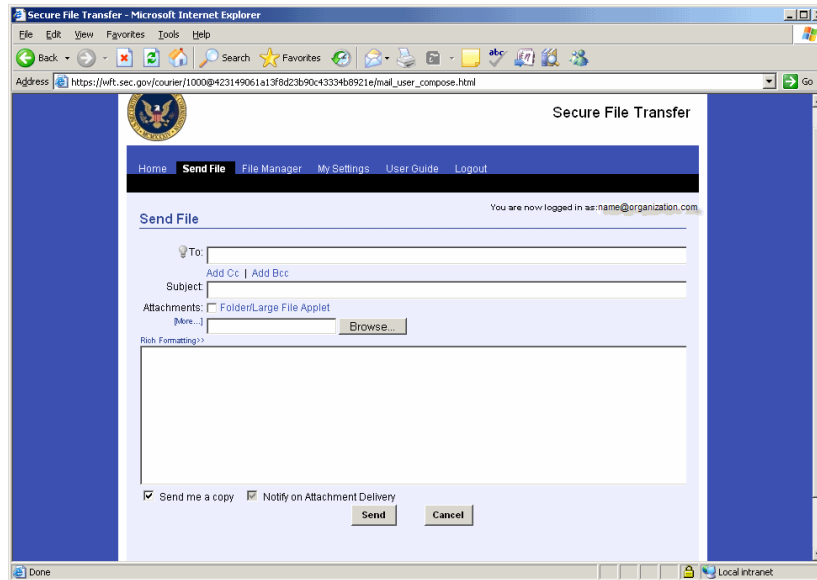 Secure File Transfer - Microsoft Internet Explorer
File Edit View Favorites Tools Help
Back Search Favorites
Address https://wft.sec.gov/courier/1000@423149061a13f8d23b90c43334b8921e/mail_user_compose.html Go
Secure File Transfer
Home Send File File Manager My Settings User Guide Logout
You are now logged in as:name@organization.com
Send File
To:
Add Cc | Add Bcc
Subject:
Attachments: Folder/Large File Applet
[More...] Browse...
Rich Formatting>>
Send me a copy Notify on Attachment Delivery
Send Cancel
Done Local intranet